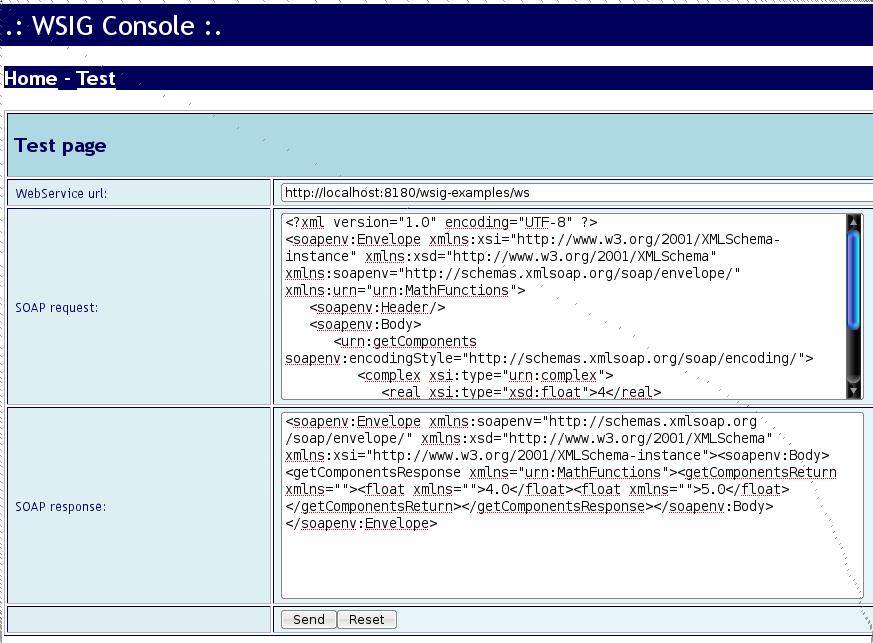 .: WSIG Console :.
Home - Test
Test page
WebService url:
http://localhost:8180/wsig-examples/ws
SOAP request:
<?xml version="1.0" encoding="UTF-8" ?>
<soapenv:Envelope xmlns:xsi="http://www.w3.org/2001/XMLSchema-
instance" xmlns:xsd="http://www.w3.org/2001/XMLSchema"
xmlns:soapenv="http://schemas.xmlsoap.org/soap/envelope/"
xmlns:urn="urn:MathFunctions">
<soapenv:Header/>
<soapenv:Body>
<urn:getComponents
soapenv:encodingStyle="http://schemas.xmlsoap.org/soap/encoding/">
<complex xsi:type="urn:complex">
<real xsi:type="xsd:float">4</real>
SOAP response:
<soapenv:Envelope xmlns:soapenv="http://schemas.xmlsoap.org
/soap/envelope/" xmlns:xsd="http://www.w3.org/2001/XMLSchema"
xmlns:xsi="http://www.w3.org/2001/XMLSchema-instance"><soapenv:Body>
<getComponentsResponse xmlns="urn:MathFunctions"><getComponentsReturn
xmlns=""><float xmlns="">4.0</float><float xmlns="">5.0</float>
</getComponentsReturn></getComponentsResponse></soapenv:Body>
</soapenv:Envelope>
Send Reset